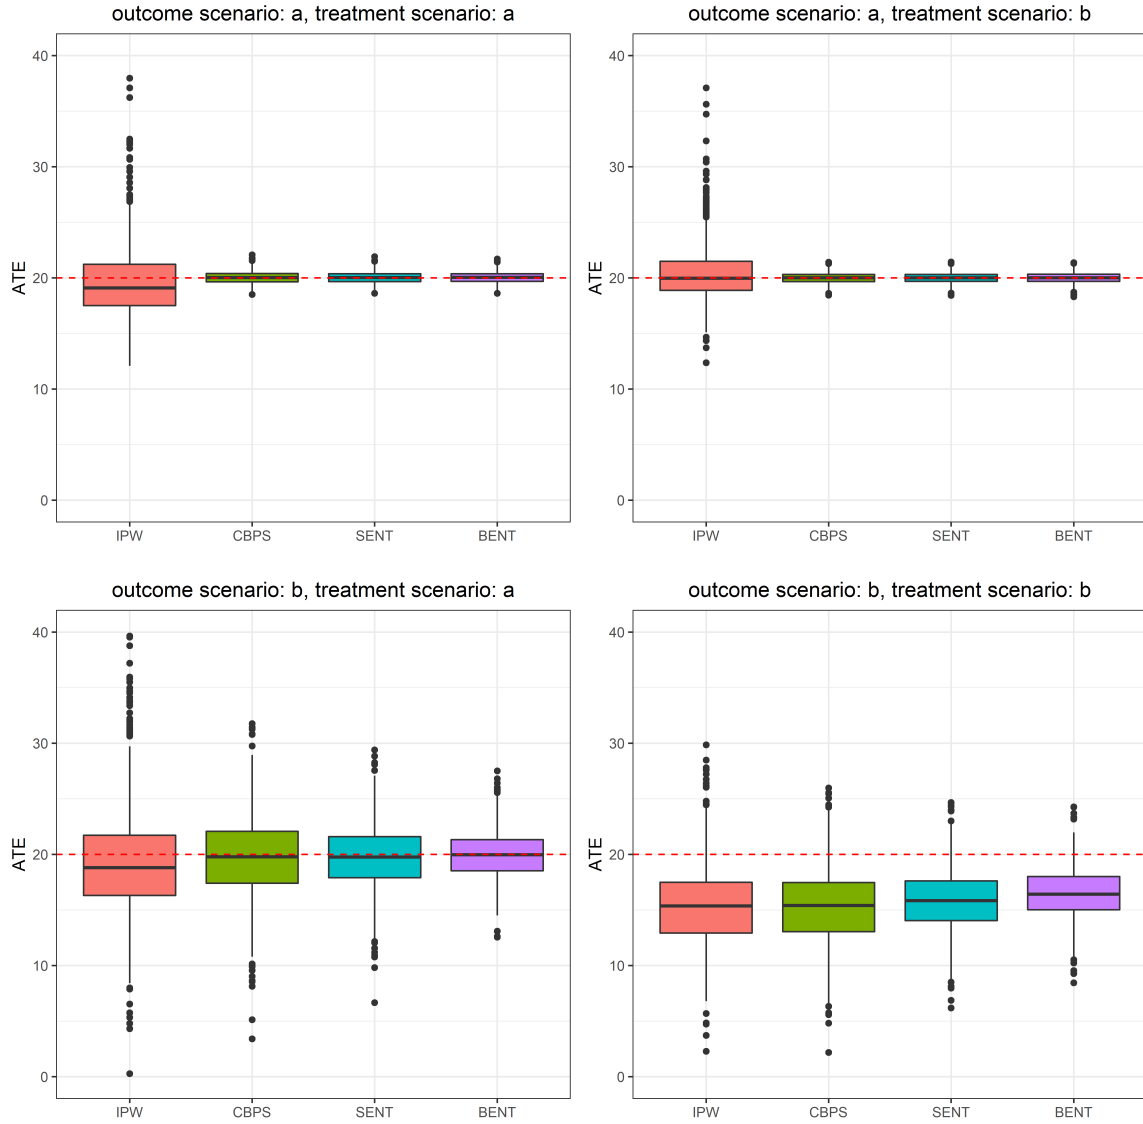 outcome scenario: a, treatment scenario: a
ATE
40
30
20
10
0
IPW CBPS SENT BENT
outcome scenario: a, treatment scenario: b
ATE
40
30
20
10
0
IPW CBPS SENT BENT
outcome scenario: b, treatment scenario: a
ATE
40
30
20
10
0
IPW CBPS SENT BENT
outcome scenario: b, treatment scenario: b
ATE
40
30
20
10
0
IPW CBPS SENT BENT